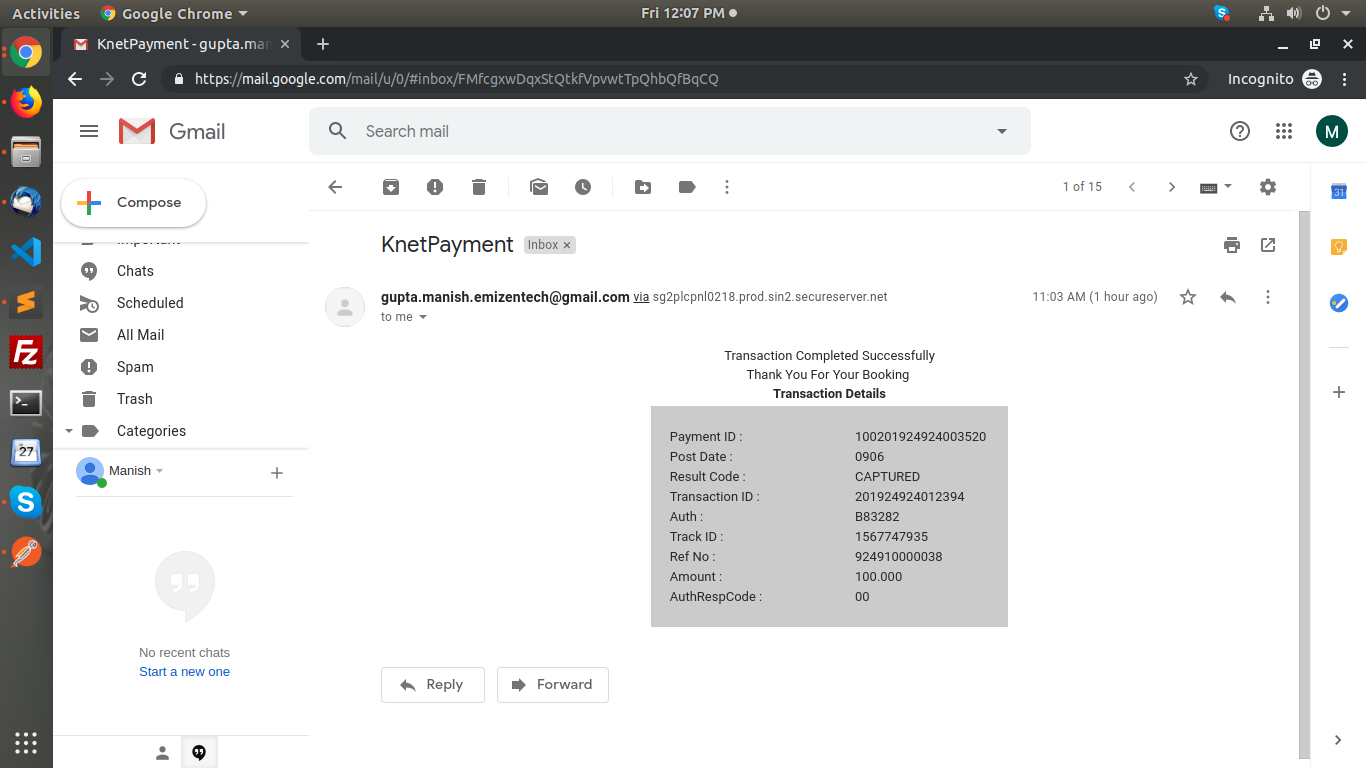 Activities
Google Chrome
Fri 12:07 PM
KnetPayment - gupta.man
https://mail.google.com/mail/u/0/#inbox/FMfcgxwDqxStQtkfVpvwtTpQhbQfBqCQ
Incognito
Gmail
Search mail
M
Compose
1 of 15
31
Important
KnetPayment
Inbox ×
Chats
Scheduled
gupta.manish.emizentech@gmail.com via sg2plcpnl0218.prod.sin2.secureserver.net
11:03 AM (1 hour ago)
to me
All Mail
Spam
Trash
Categories
Transaction Completed Successfully
Thank You For Your Booking
Transaction Details
Payment ID : 100201924924003520
Post Date : 0906
Result Code : CAPTURED
Transaction ID : 201924924012394
Auth : B83282
Track ID : 1567747935
Ref No : 924910000038
Amount : 100.000
AuthRespCode : 00
27
Manish
No recent chats
Start a new one
Reply
Forward